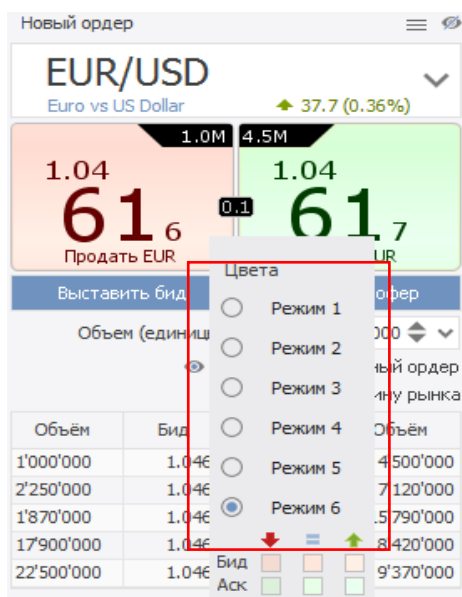 Новый ордер
EUR/USD
Euro vs US Dollar 37.7 (0.36%)
1.0M 4.5M
1.04 1.04
61 6 0.1 61 7
Продать EUR UR
Выставить бид офер
Цвета
Объем (единиц 000
Режим 1
Режим 2
ный ордер
Режим 3
ину рынка
Режим 4
Объём Бид Объём
Режим 5
1'000'000 1.046 4'500'000
2'250'000 1.046 7'120'000
Режим 6
1'870'000 1.046 15'790'000
17'900'000 1.046 8'420'000
Бид
22'500'000 1.046 9'370'000
Аск